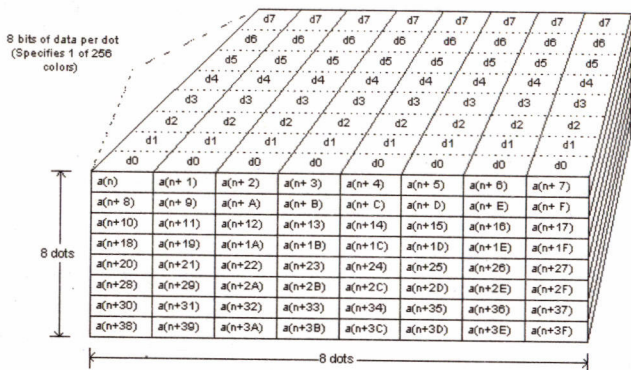 8 bits of data per dot
(Specifies 1 of 256
colors)
d7 d7 d7 d7 d7 d7 d7 d7
d6 d6 d6 d6 d6 d6 d6 d6
d5 d5 d5 d5 d5 d5 d5 d5
d4 d4 d4 d4 d4 d4 d4 d4
d3 d3 d3 d3 d3 d3 d3 d3
d2 d2 d2 d2 d2 d2 d2 d2
d1 d1 d1 d1 d1 d1 d1 d1
d0 d0 d0 d0 d0 d0 d0 d0
a(n) a(n+ 1) a(n+ 2) a(n+ 3) a(n+ 4) a(n+ 5) a(n+ 6) a(n+ 7)
a(n+ 8) a(n+ 9) a(n+ A) a(n+ B) a(n+ C) a(n+ D) a(n+ E) a(n+ F)
a(n+10) a(n+11) a(n+12) a(n+13) a(n+14) a(n+15) a(n+16) a(n+17)
a(n+18) a(n+19) a(n+1A) a(n+1B) a(n+1C) a(n+1D) a(n+1E) a(n+1F)
8 dots
a(n+20) a(n+21) a(n+22) a(n+23) a(n+24) a(n+25) a(n+26) a(n+27)
a(n+28) a(n+29) a(n+2A) a(n+2B) a(n+2C) a(n+2D) a(n+2E) a(n+2F)
a(n+30) a(n+31) a(n+32) a(n+33) a(n+34) a(n+35) a(n+36) a(n+37)
a(n+38) a(n+39) a(n+3A) a(n+3B) a(n+3C) a(n+3D) a(n+3E) a(n+3F)
8 dots